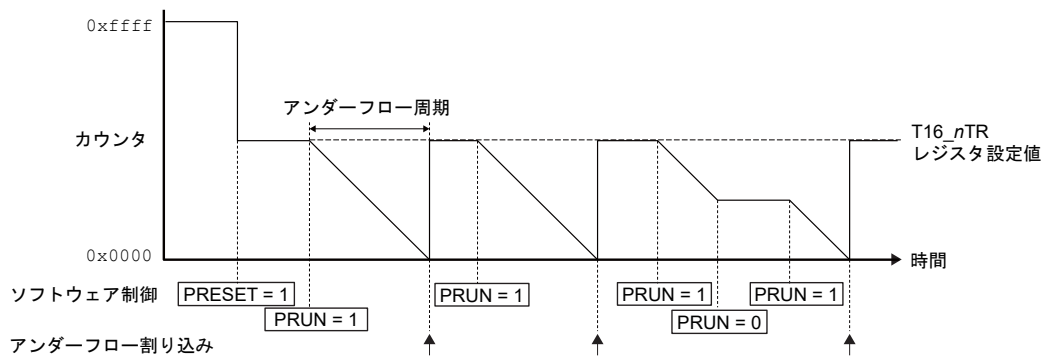 0xffff
アンダーフロー周期
カウンタ
T16_nTR
レジスタ設定値
0x0000
時間
ソフトウェア制御
PRESET = 1
PRUN = 1
PRUN = 1
PRUN = 1
PRUN = 0
PRUN = 1
アンダーフロー割り込み